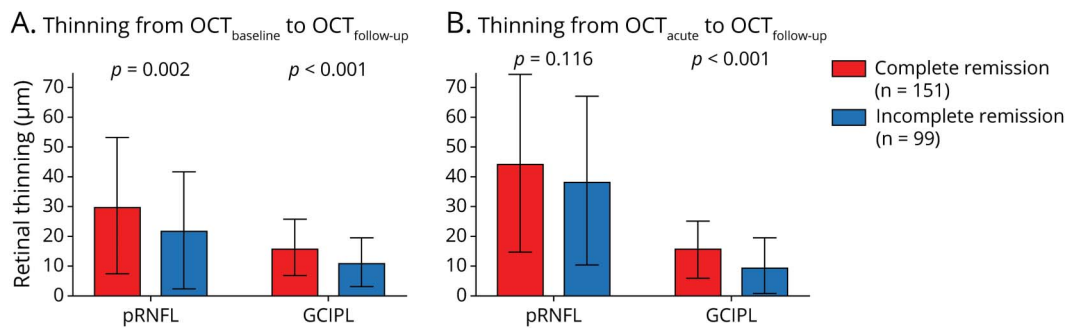 A. Thinning from OCTbaseline to OCTfollow-up
p = 0.002
p < 0.001
Retinal thinning (μm)
70
60
50
40
30
20
10
0
pRNFL
GCIPL
B. Thinning from OCTacute to OCTfollow-up
p = 0.116
p < 0.001
70
60
50
40
30
20
10
0
pRNFL
GCIPL
Complete remission
(n = 151)
Incomplete remission
(n = 99)